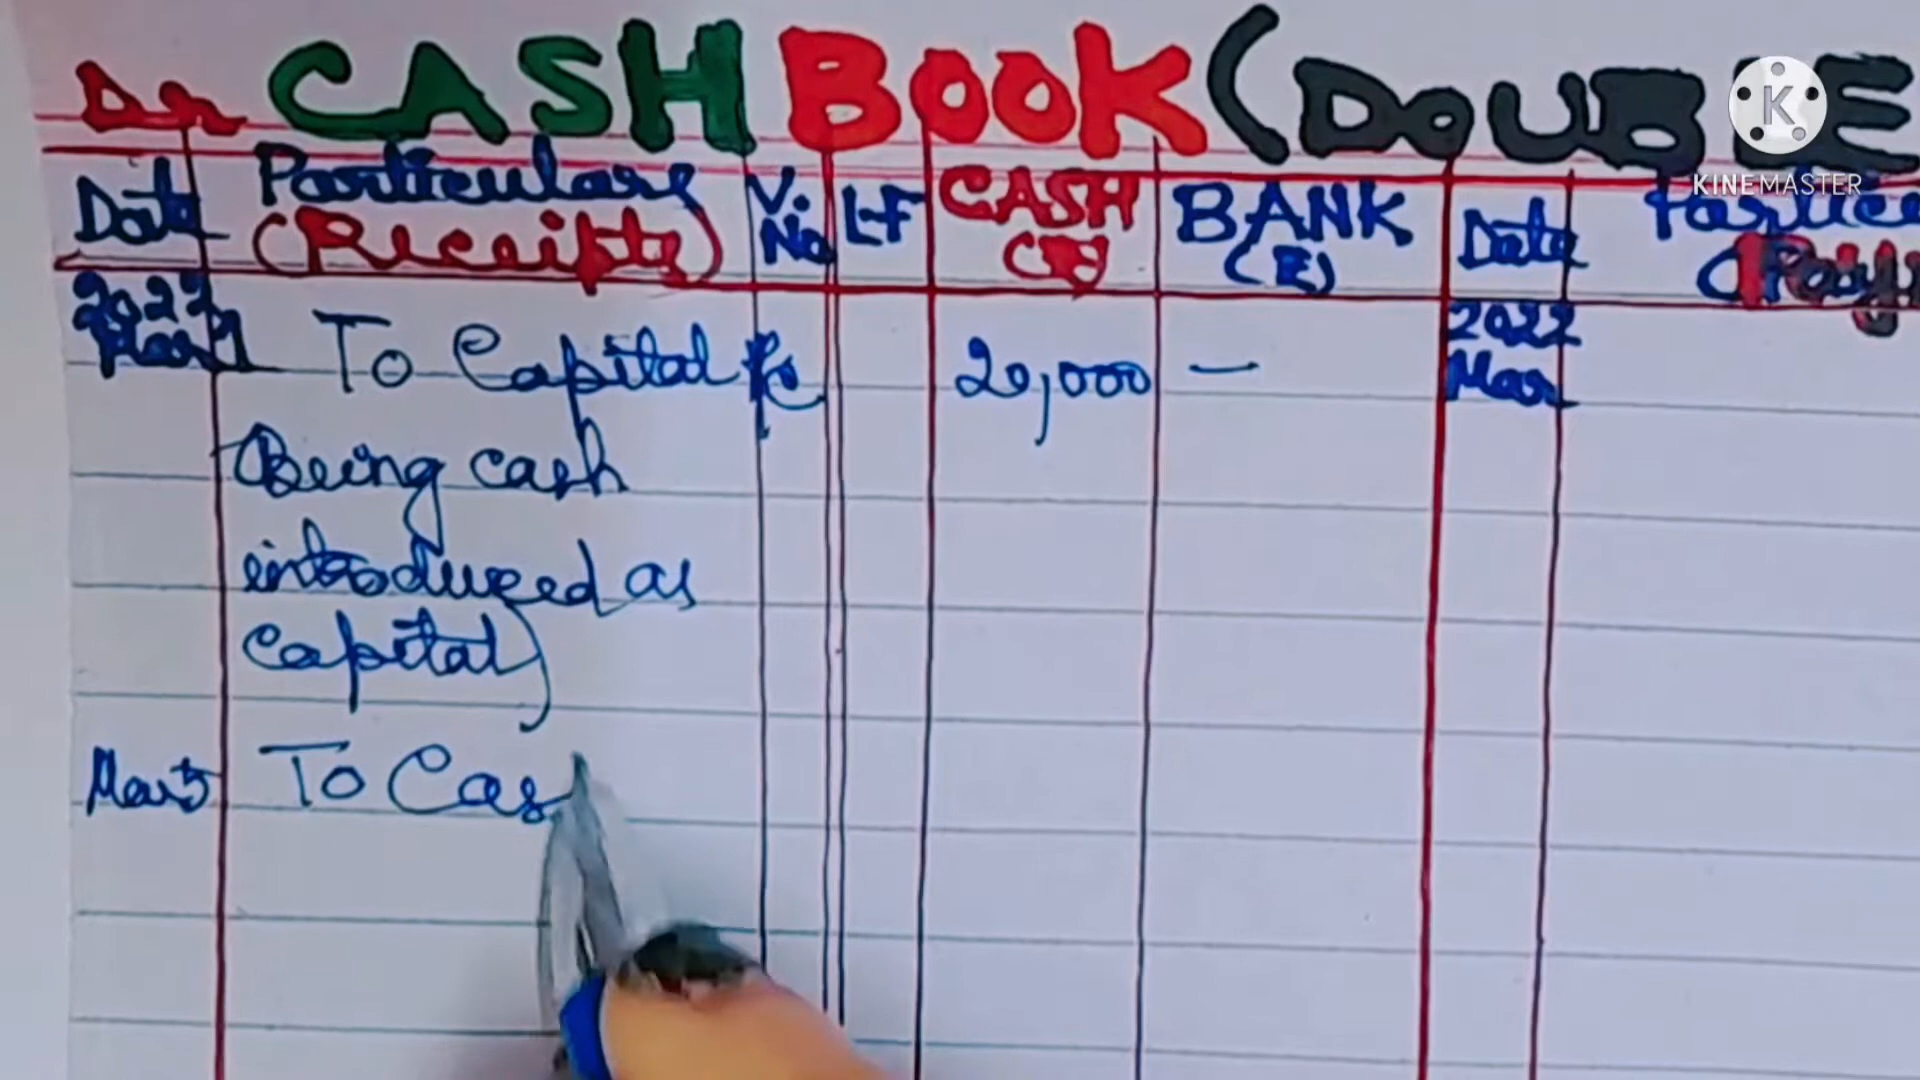 Dr CASH BOOK (DOUBLE
Date Particulars (Receipts) V. No L.F CASH (₹) BANK (₹) Date
KINEMASTER
2022 Mar 1 To Capital A/c 20,000 — 2022 Mar
(Being cash
introduced as
capital)
Mar 5 To Cas